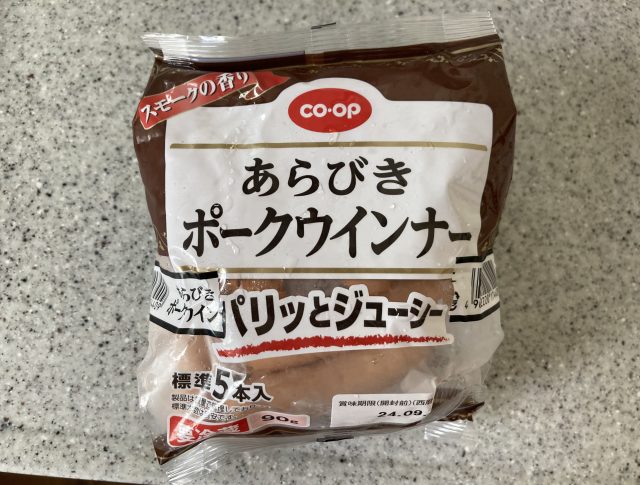 スモークの香り
CO・OP
あらびき
ポークウインナー
あらびき
ポークウイン
パリッとジューシー
標準5本入
90g
賞味期限(開封前)(西暦
24.09.